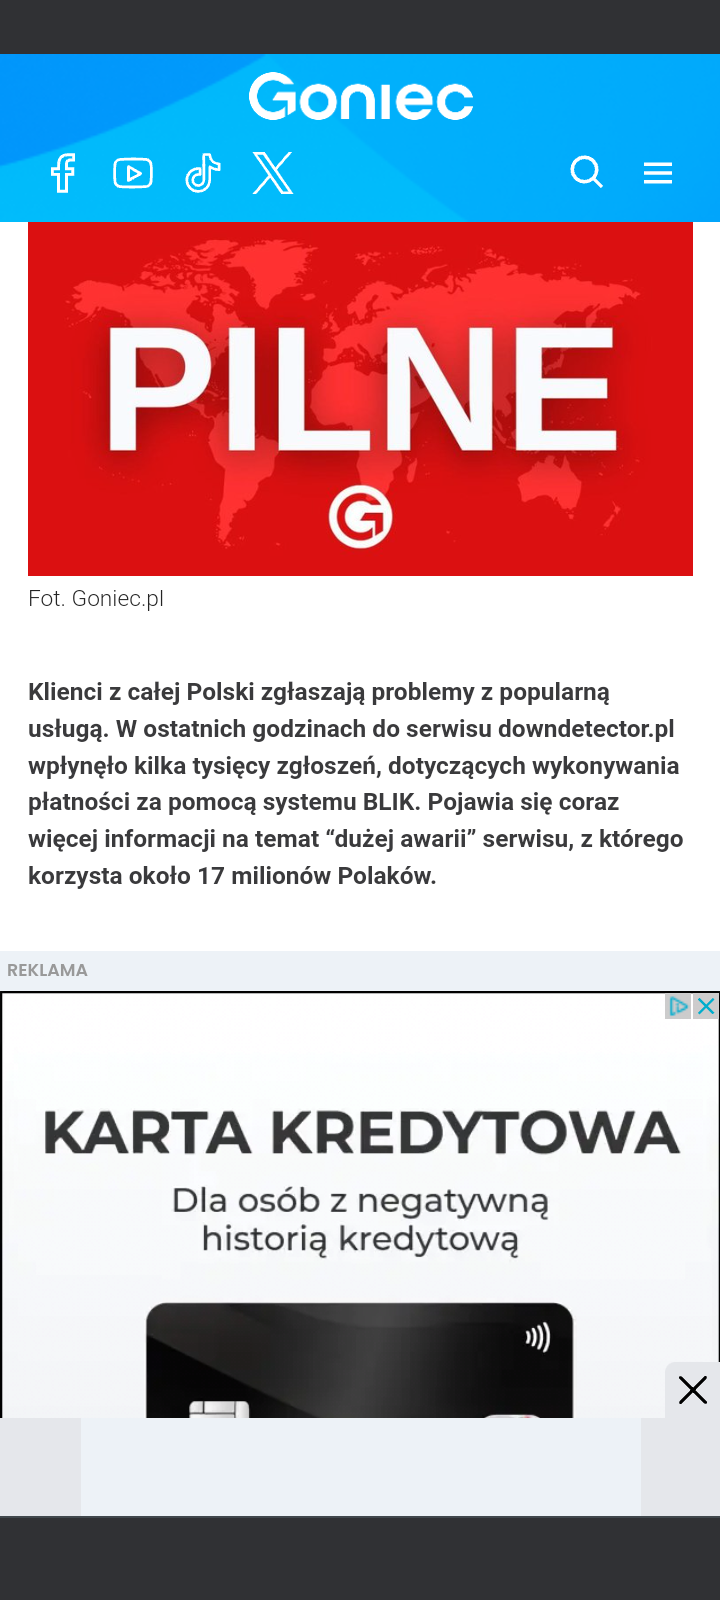 Goniec
PILNE
Fot. Goniec.pl
Klienci z całej Polski zgłaszają problemy z popularną
usługą. W ostatnich godzinach do serwisu downdetector.pl
wpłynęło kilka tysięcy zgłoszeń, dotyczących wykonywania
płatności za pomocą systemu BLIK. Pojawia się coraz
więcej informacji na temat “dużej awarii” serwisu, z którego
korzysta około 17 milionów Polaków.
REKLAMA
KARTA KREDYTOWA
Dla osób z negatywną
historią kredytową